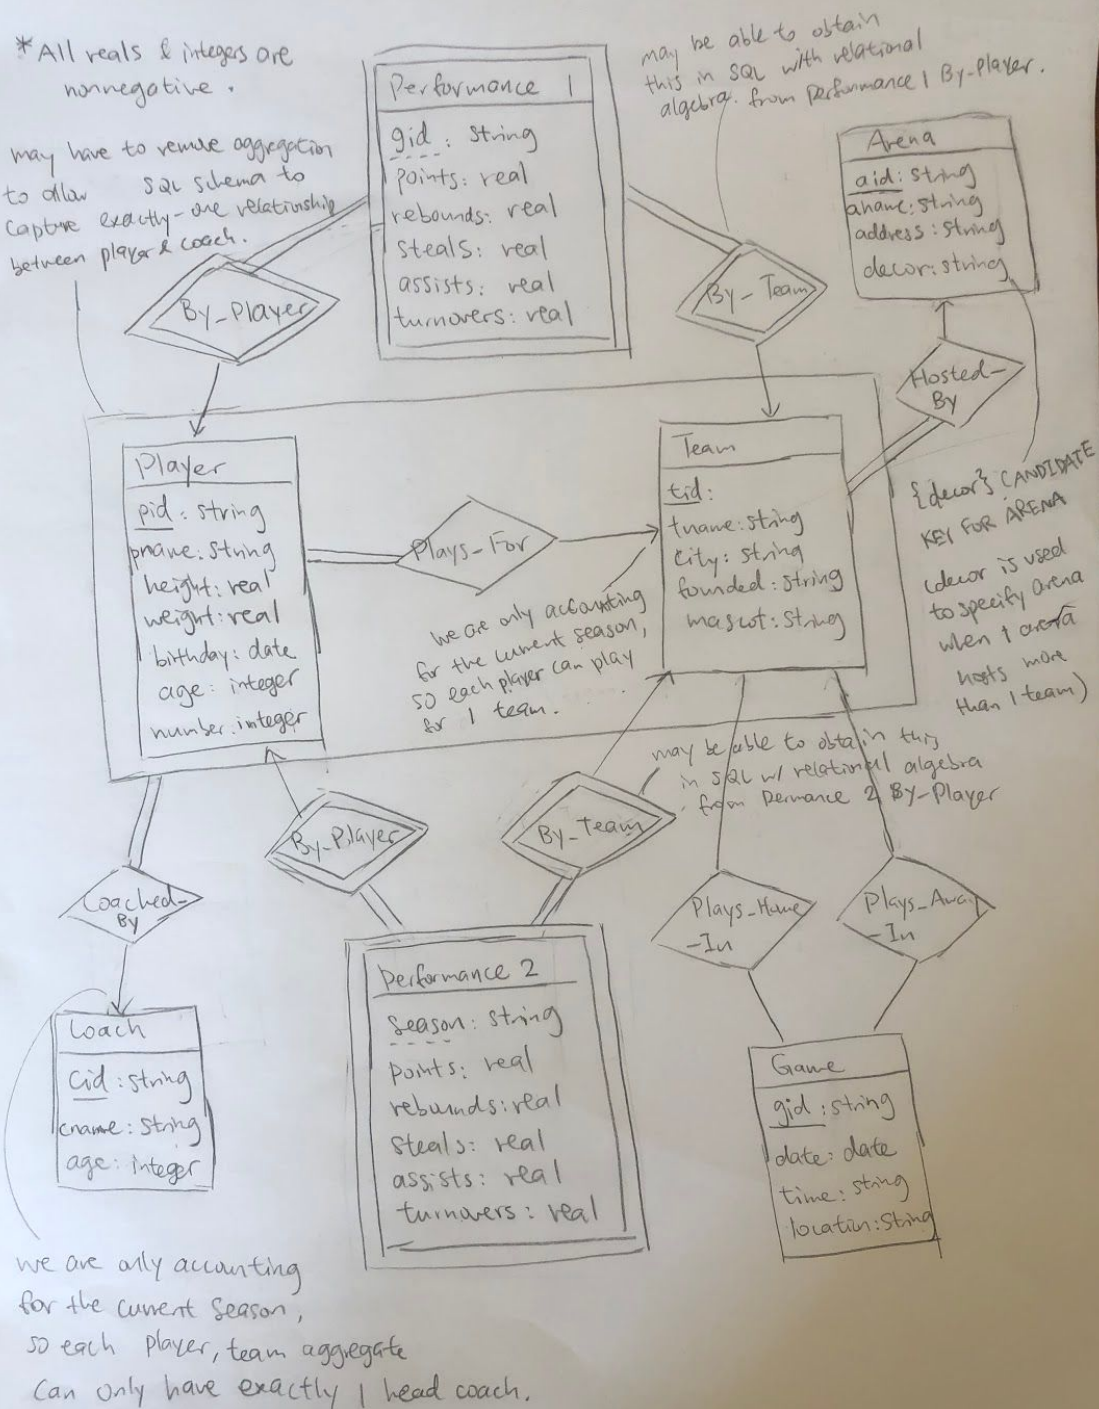 *All reals & integers are
nonnegative.
may have to remove aggregation
to allow SQL schema to
capture exactly-one relationship
between player & coach.
Performance 1
gid: string
points: real
rebounds: real
steals: real
assists: real
turnovers: real
may be able to obtain
this in SQL with relational
algebra. from performance 1 By-Player.
Arena
aid: string
aname: string
address: string
decor: string
By_Player
By_Team
Hosted-
By
{decor} CANDIDATE
KEY FOR ARENA
(decor is used
to specify arena
when 1 arena
hosts more
than 1 team)
Player
pid: string
pname: string
height: real
weight: real
birthday: date
age: integer
number: integer
Plays-For
we are only accounting
for the current season,
so each player can play
for 1 team.
Team
tid:
tname: string
city: string
founded: string
mascot: string
may be able to obtain this
in SQL w/ relational algebra
from Permance 2 By-Player
By_Player
By_Team
Coached-
By
Plays_Home
-In
Plays_Away
-In
Coach
cid: string
cname: string
age: integer
Performance 2
season: string
points: real
rebounds: real
steals: real
assists: real
turnovers: real
Game
gid: string
date: date
time: string
location: string
we are only accounting
for the current season,
so each player, team aggregate
can only have exactly 1 head coach.